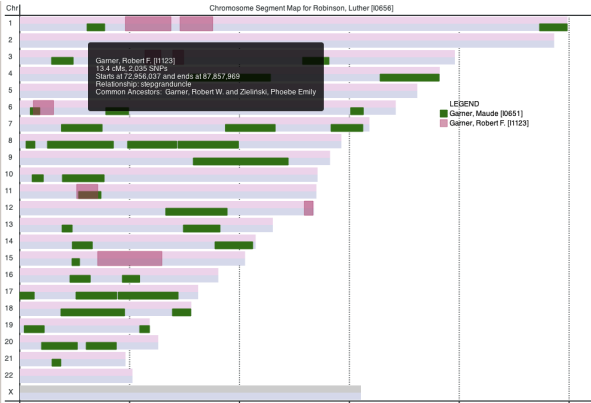 Chr
Chromosome Segment Map for Robinson, Luther [I0656]
1
2
3
4
5
6
7
8
9
10
11
12
13
14
15
16
17
18
19
20
21
22
X
Garner, Robert F. [I1123]
13.4 cMs, 2,035 SNPs
Starts at 72,956,037 and ends at 87,857,969
Relationship: stepgranduncle
Common Ancestors: Garner, Robert W. and Zieliński, Phoebe Emily
LEGEND
Garner, Maude [I0651]
Garner, Robert F. [I1123]